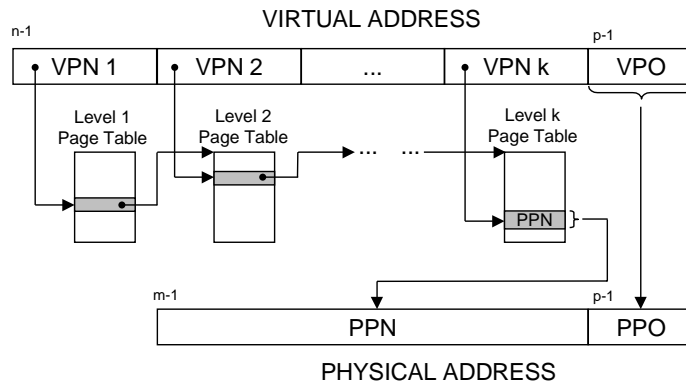 VIRTUAL ADDRESS
n-1 p-1
VPN 1 VPN 2 ... VPN k VPO
Level 1 Level 2 Level k
Page Table Page Table Page Table
... ...
PPN
m-1 p-1
PPN PPO
PHYSICAL ADDRESS